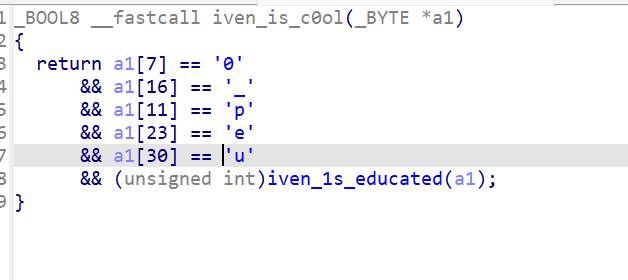 1 _BOOL8 __fastcall iven_is_c0ol(_BYTE *a1)
2 {
3 return a1[7] == '0'
4 && a1[16] == '_'
5 && a1[11] == 'p'
6 && a1[23] == 'e'
7 && a1[30] == 'u'
8 && (unsigned int)iven_1s_educated(a1);
9 }